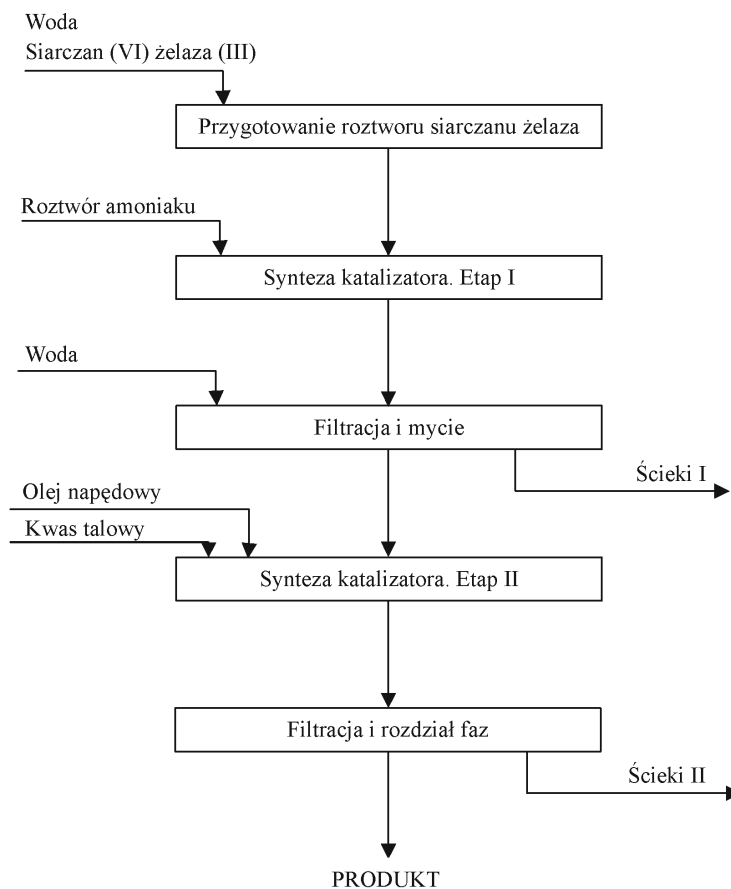 Woda
Siarczan (VI) żelaza (III)
Przygotowanie roztworu siarczanu żelaza
Roztwór amoniaku
Synteza katalizatora. Etap I
Woda
Filtracja i mycie
Ścieki I
Olej napędowy
Kwas talowy
Synteza katalizatora. Etap II
Filtracja i rozdział faz
Ścieki II
PRODUKT